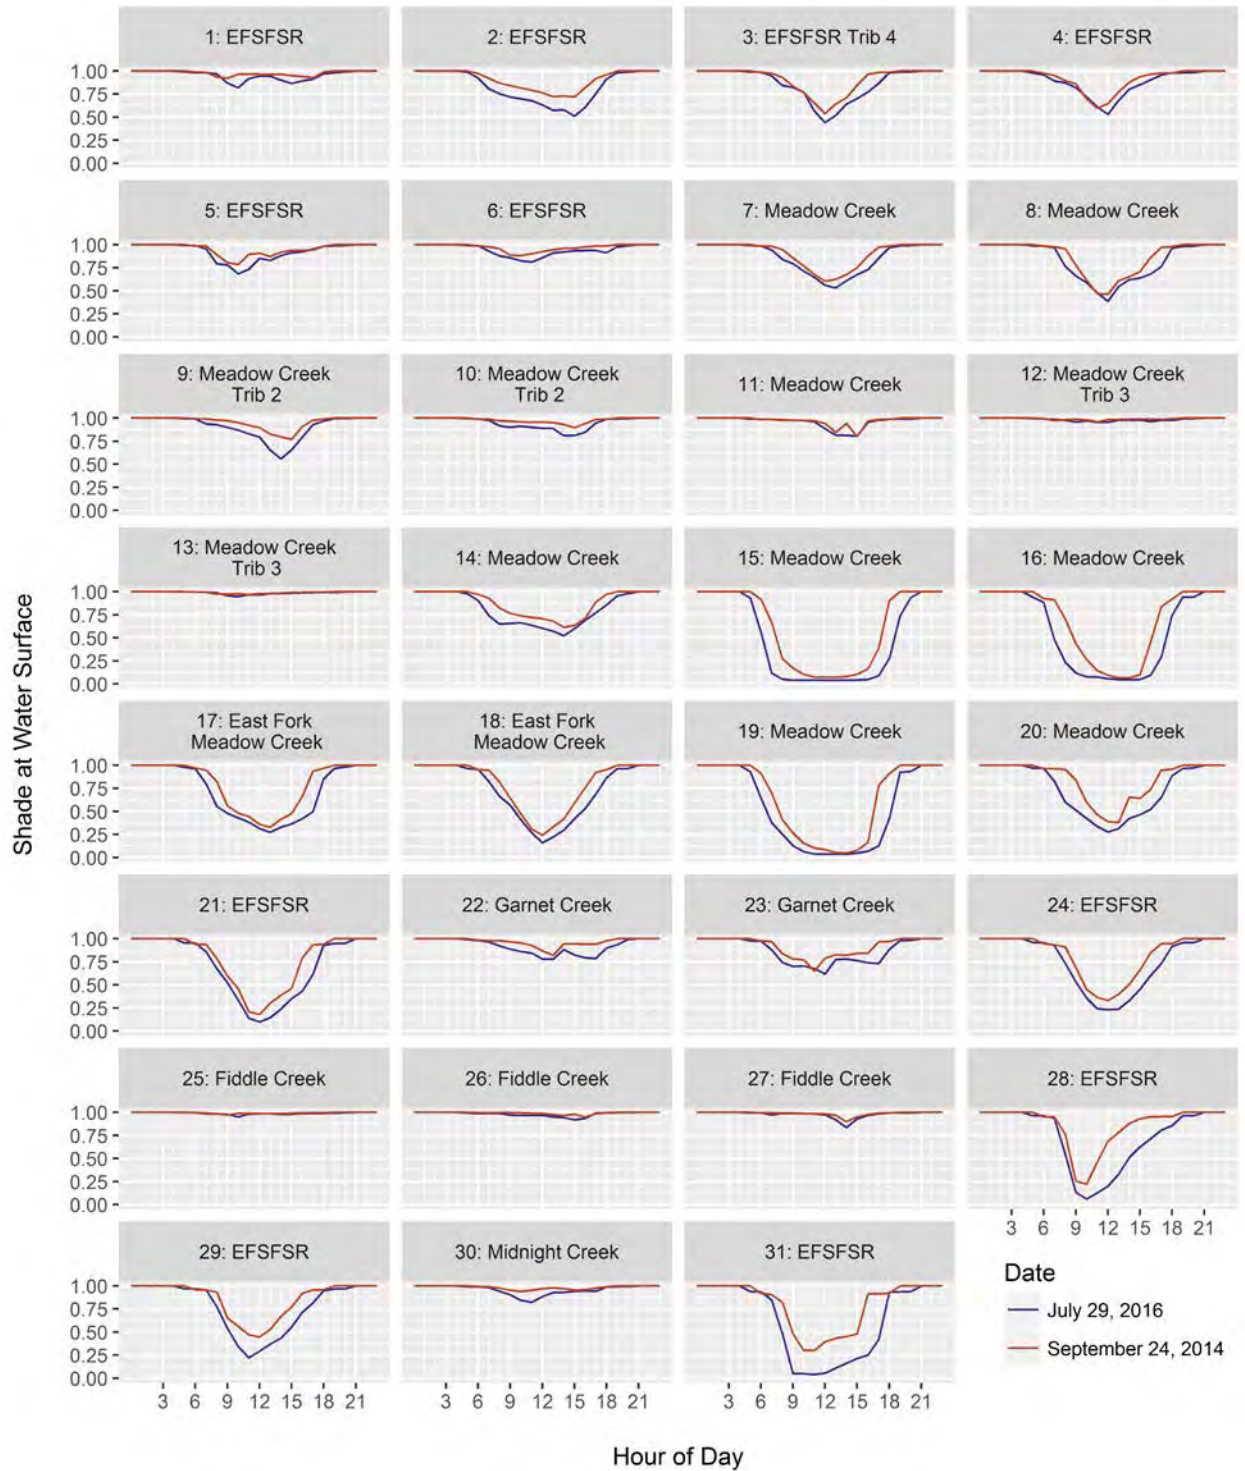 1: EFSFSR
2: EFSFSR
3: EFSFSR Trib 4
4: EFSFSR
1.00
0.75
0.50
0.25
0.00
5: EFSFSR
6: EFSFSR
7: Meadow Creek
8: Meadow Creek
1.00
0.75
0.50
0.25
0.00
9: Meadow Creek
Trib 2
10: Meadow Creek
Trib 2
11: Meadow Creek
12: Meadow Creek
Trib 3
1.00
0.75
0.50
0.25
0.00
13: Meadow Creek
Trib 3
14: Meadow Creek
15: Meadow Creek
16: Meadow Creek
1.00
0.75
0.50
0.25
0.00
Shade at Water Surface
17: East Fork
Meadow Creek
18: East Fork
Meadow Creek
19: Meadow Creek
20: Meadow Creek
1.00
0.75
0.50
0.25
0.00
21: EFSFSR
22: Garnet Creek
23: Garnet Creek
24: EFSFSR
1.00
0.75
0.50
0.25
0.00
25: Fiddle Creek
26: Fiddle Creek
27: Fiddle Creek
28: EFSFSR
1.00
0.75
0.50
0.25
0.00
3 6 9 12 15 18 21
29: EFSFSR
30: Midnight Creek
31: EFSFSR
1.00
0.75
0.50
0.25
0.00
3 6 9 12 15 18 21
3 6 9 12 15 18 21
3 6 9 12 15 18 21
Date
July 29, 2016
September 24, 2014
Hour of Day